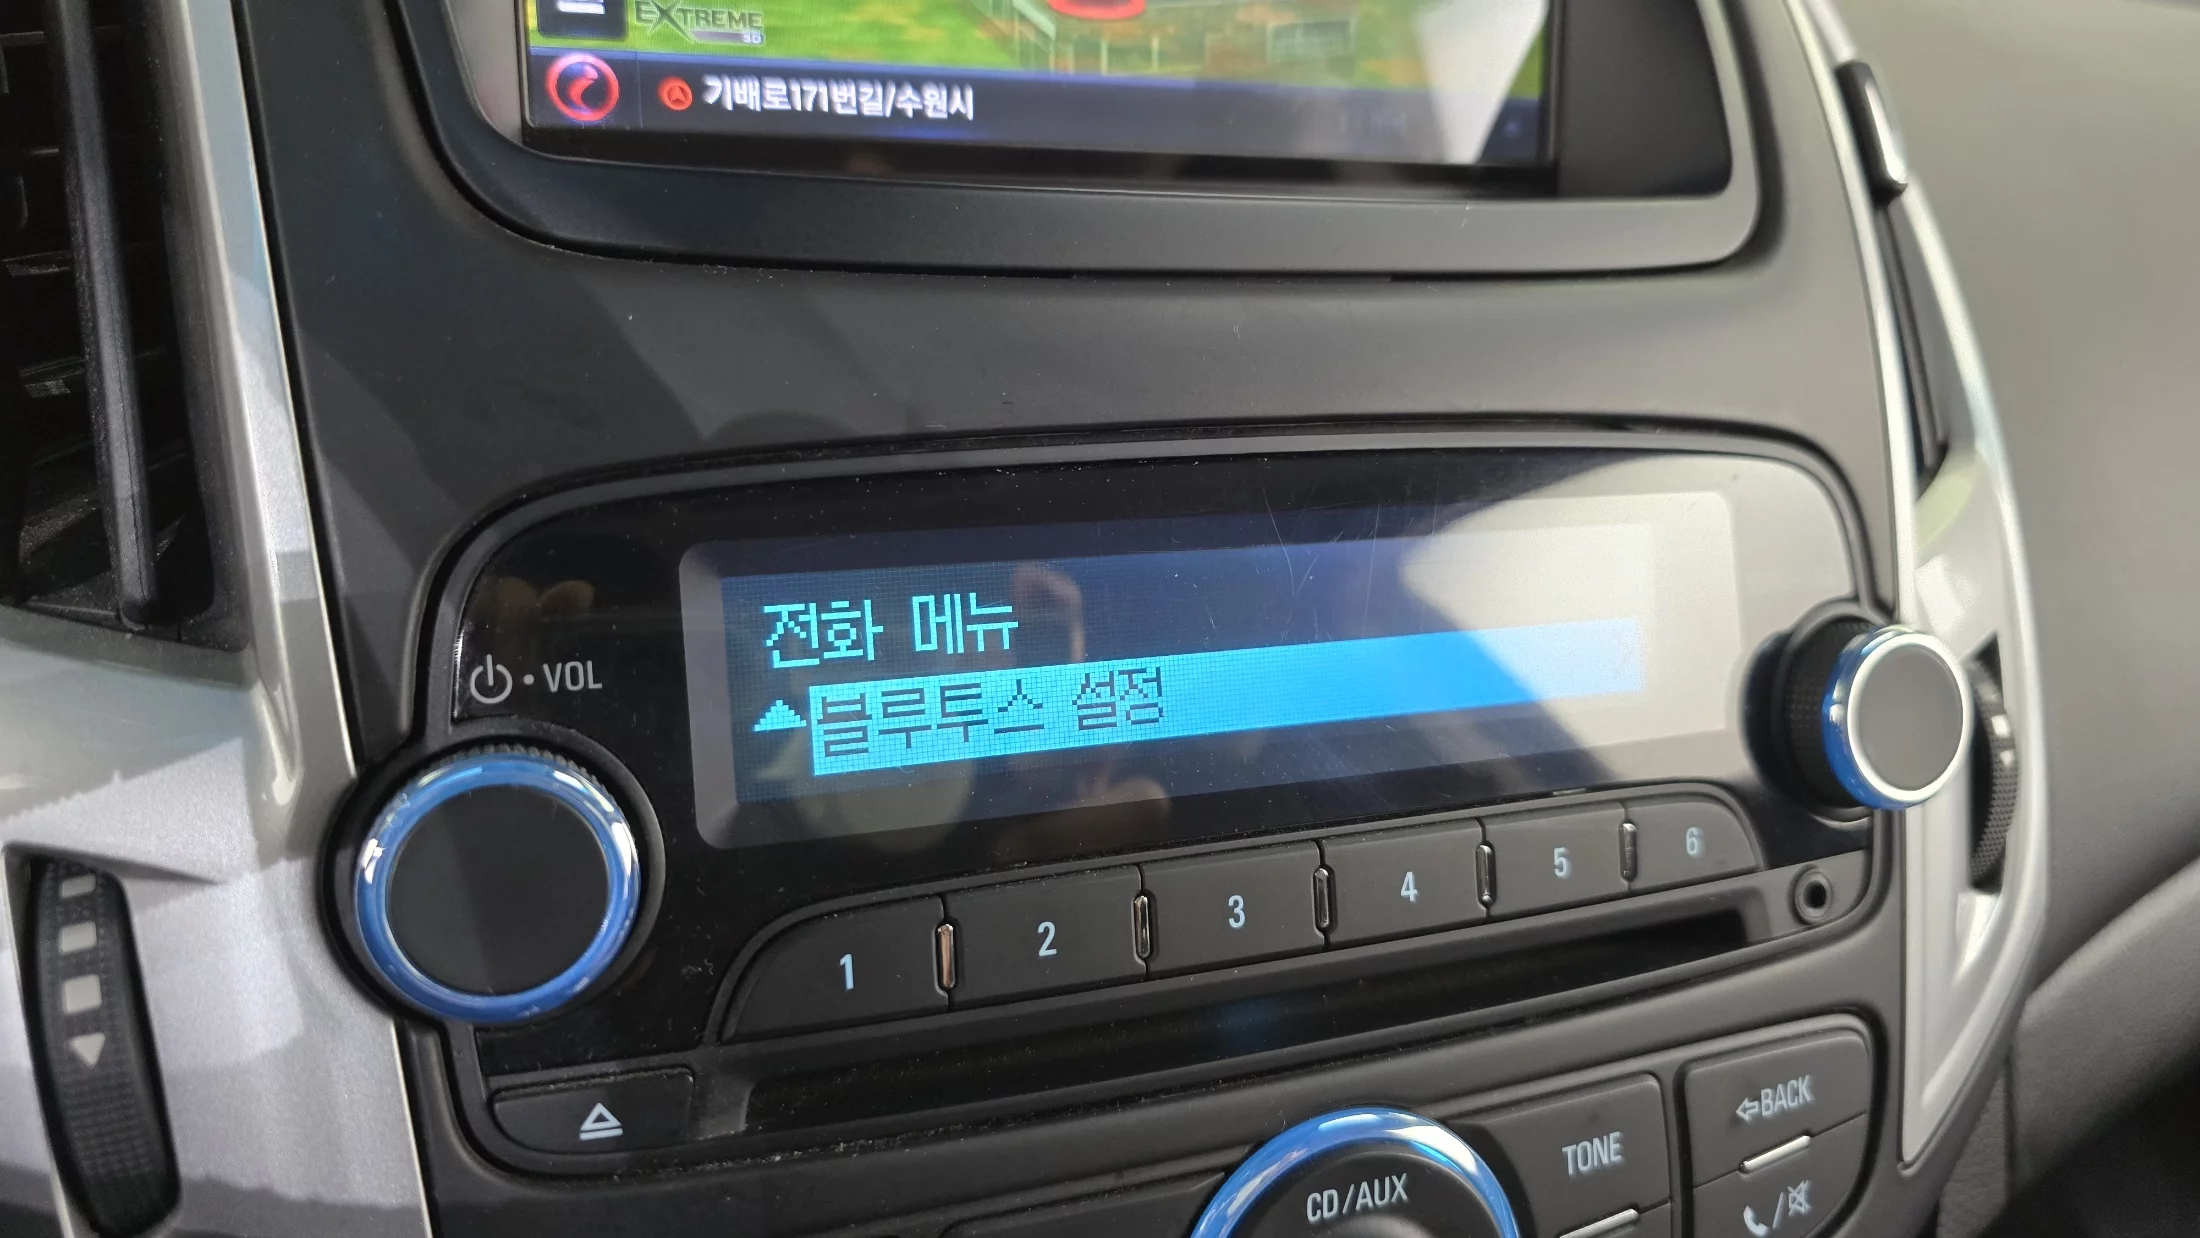 EXTREME
3D
기배로171번길/수원시
전화 메뉴
블루투스 설정
VOL
1 2 3 4 5 6
BACK
TONE
CD/AUX